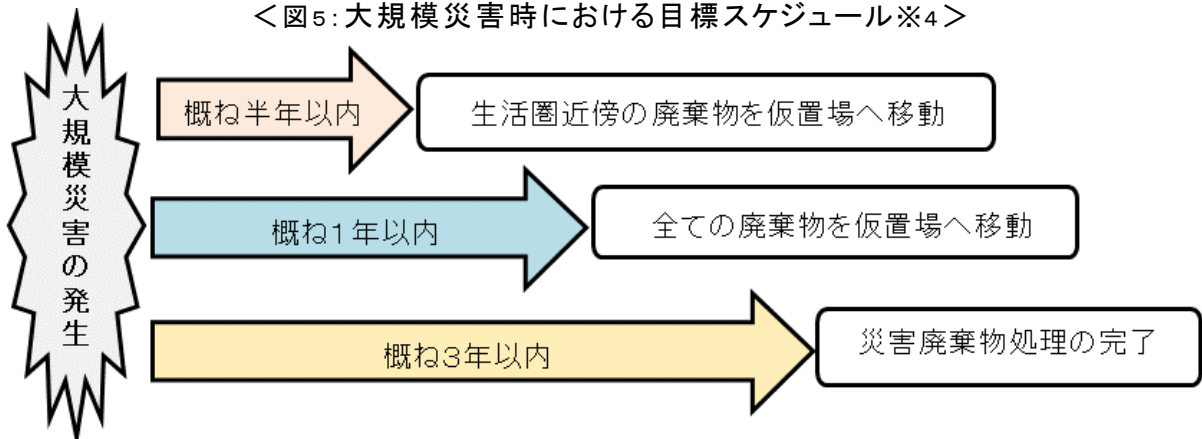 <図5:大規模災害時における目標スケジュール※4>
大規模災害の発生
概ね半年以内
生活圏近傍の廃棄物を仮置場へ移動
概ね1年以内
全ての廃棄物を仮置場へ移動
概ね3年以内
災害廃棄物処理の完了